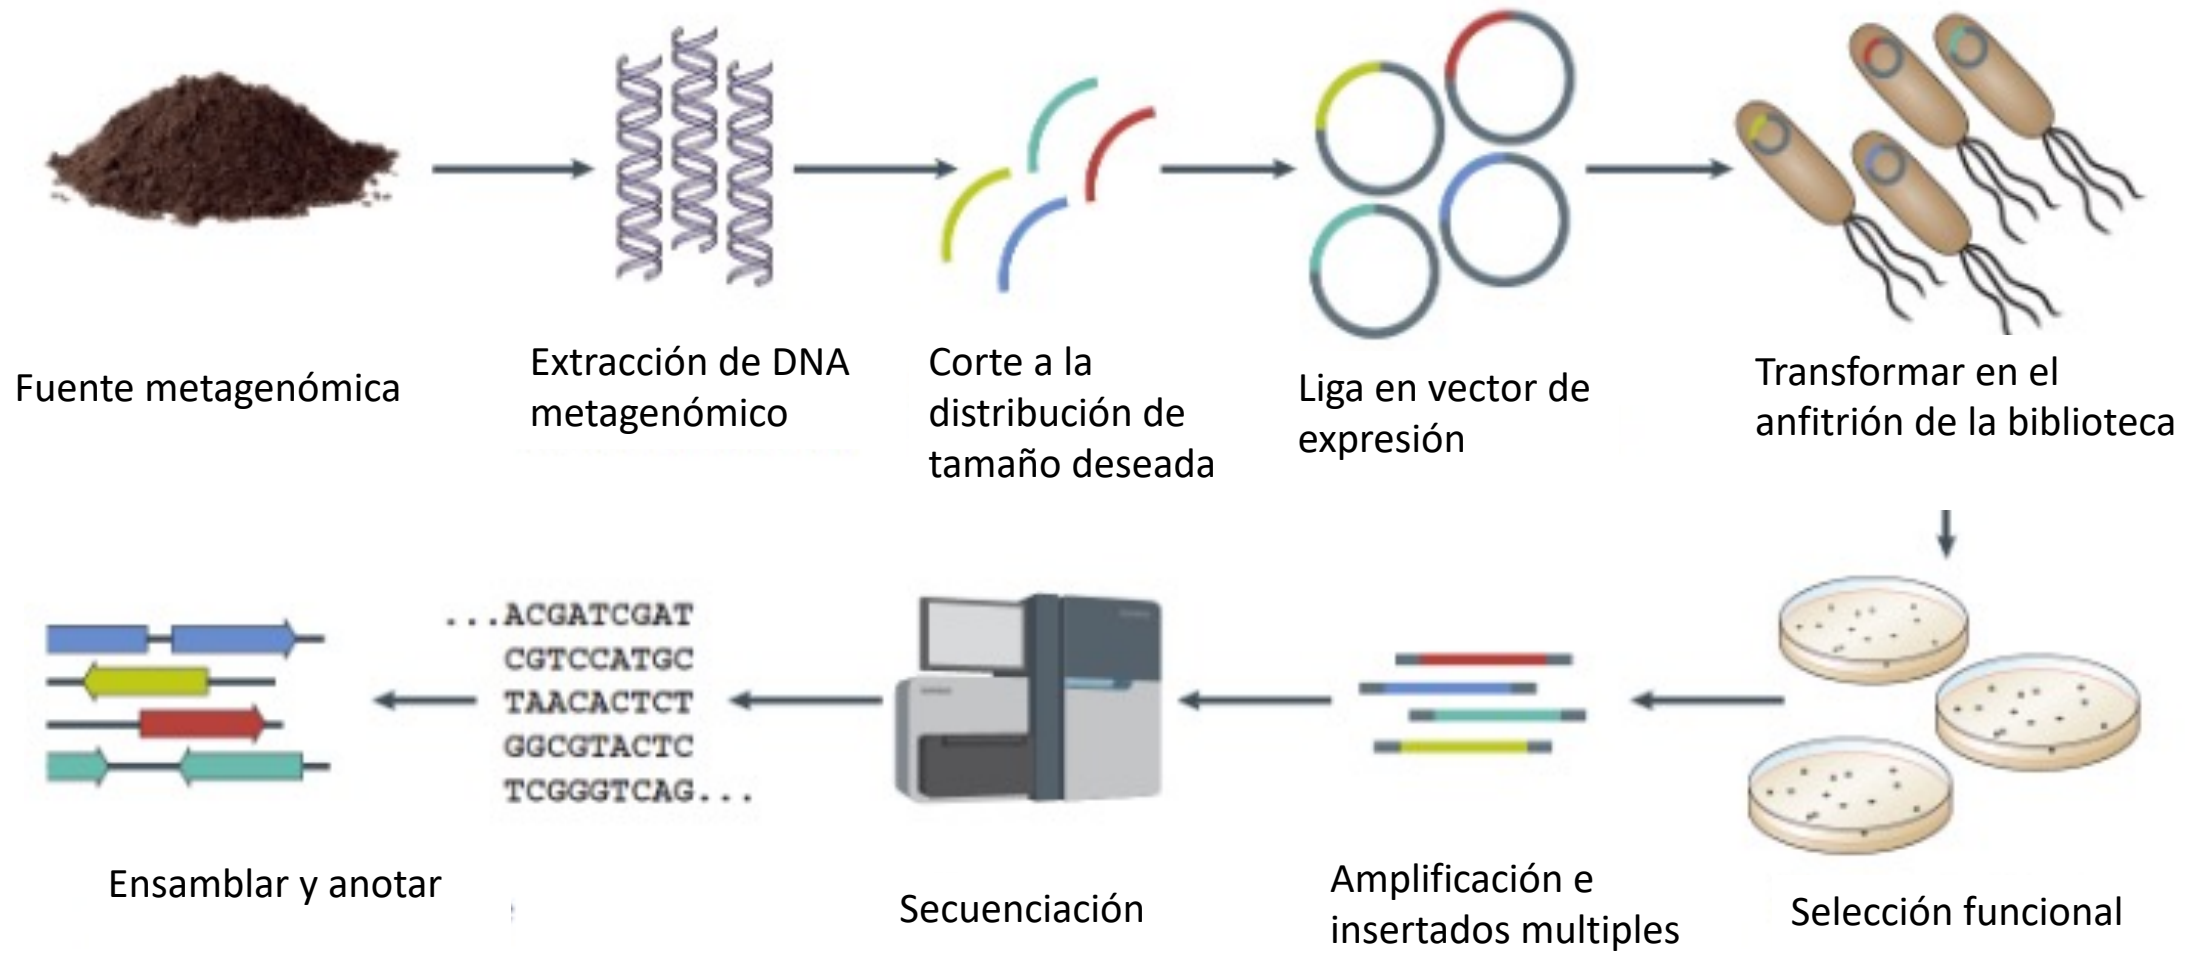 Fuente metagenómica
Extracción de DNA
metagenómico
Corte a la
distribución de
tamaño deseada
Liga en vector de
expresión
Transformar en el
anfitrión de la biblioteca
...ACGATCGAT
CGTCCATGC
TAACACTCT
GGCGTACTC
TCGGGTCAG...
Ensamblar y anotar
Secuenciación
Amplificación e
insertados multiples
Selección funcional